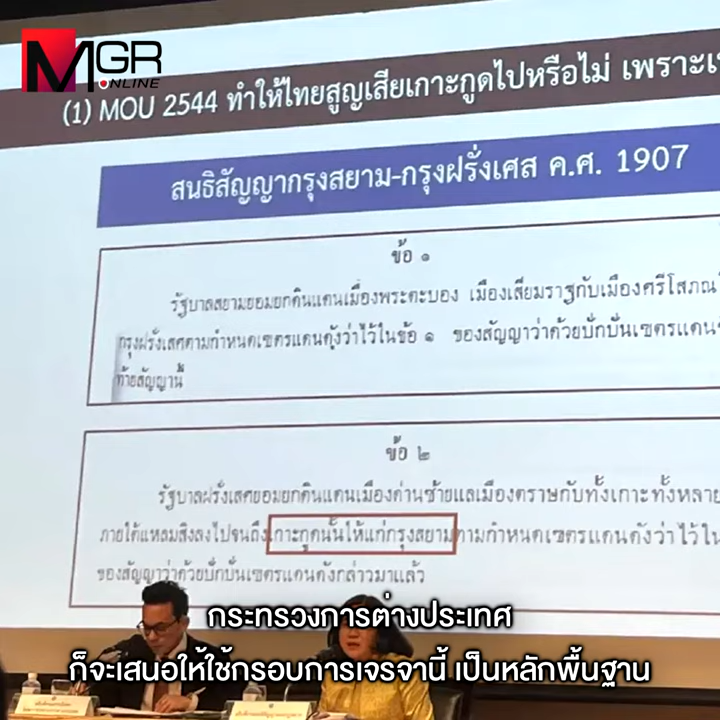 MGR
ONLINE
(1) MOU 2544 ทำให้ไทยสูญเสียเกาะกูดไปหรือไม่ เพราะเ
สนธิสัญญากรุงสยาม-กรุงฝรั่งเศส ค.ศ. 1907
ข้อ ๑
รัฐบาลสยามยอมยกดินแดนเมืองพระตะบอง เมืองเสียมราฐกับเมืองศรีโสภณ
กรุงฝรั่งเศสตามกำหนดเขตรแดนดังว่าไว้ในข้อ ๑ ของสัญญาว่าด้วยปักปันเขตรแดน
ท้ายสัญญานี้
ข้อ ๒
รัฐบาลฝรั่งเศสยอมยกดินแดนเมืองด่านซ้ายแลเมืองตราษกับทั้งเกาะทั้งหลาย
ภายใต้แหลมสิงลงไปจนถึงเกาะกูดนั้นให้แก่กรุงสยามตามกำหนดเขตรแดนดังว่าไว้ใน
ของสัญญาว่าด้วยปักปันเขตรแดนดังกล่าวมาแล้ว
กระทรวงการต่างประเทศ
ก็จะเสนอให้ใช้กรอบการเจรจานี้ เป็นหลักพื้นฐาน